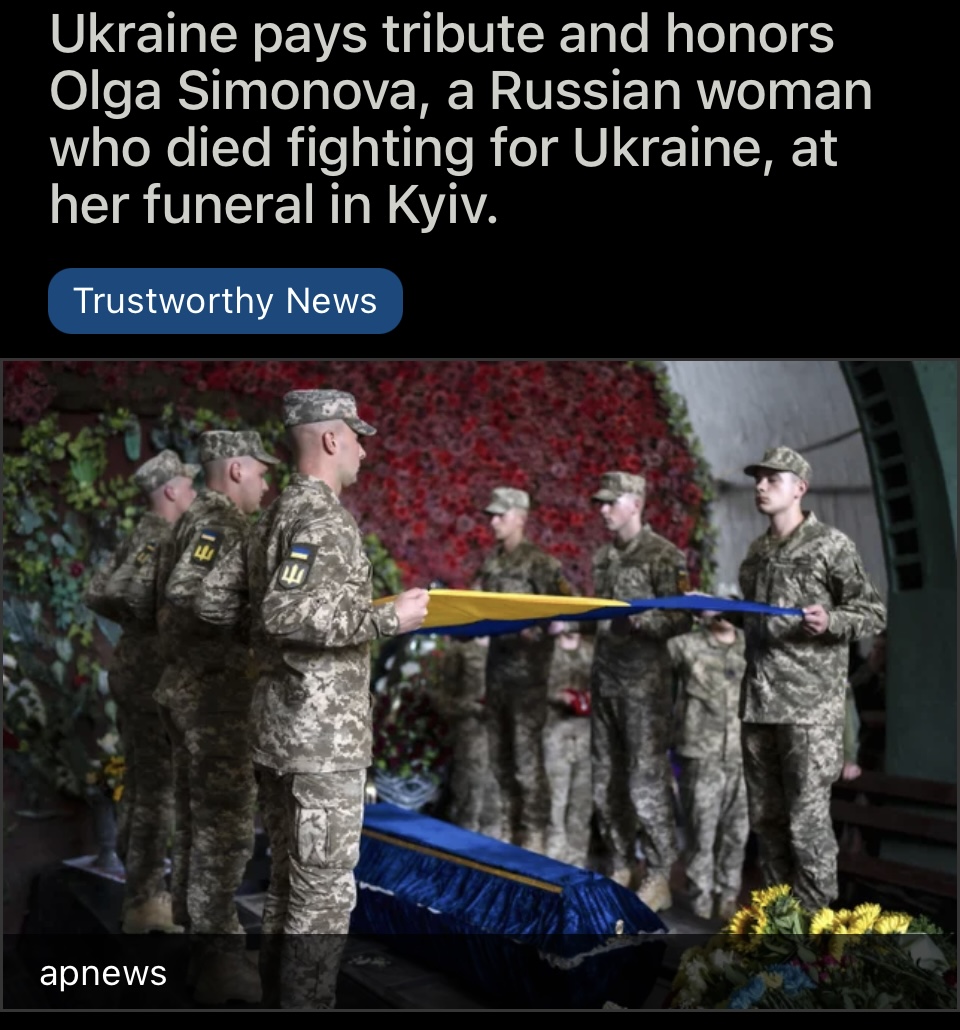 Ukraine pays tribute and honors
Olga Simonova, a Russian woman
who died fighting for Ukraine, at
her funeral in Kyiv.
Trustworthy News
apnews